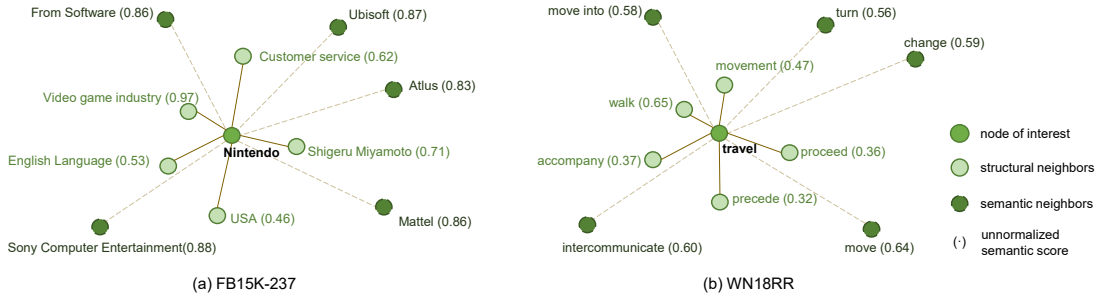 From Software (0.86)
Ubisoft (0.87)
Customer service (0.62)
Atlus (0.83)
Video game industry (0.97)
Nintendo
Shigeru Miyamoto (0.71)
English Language (0.53)
USA (0.46)
Mattel (0.86)
Sony Computer Entertainment(0.88)
(a) FB15K-237
move into (0.58)
turn (0.56)
change (0.59)
movement (0.47)
walk (0.65)
travel
proceed (0.36)
accompany (0.37)
precede (0.32)
intercommunicate (0.60)
move (0.64)
(b) WN18RR
node of interest
structural neighbors
semantic neighbors
(·) unnormalized
semantic score